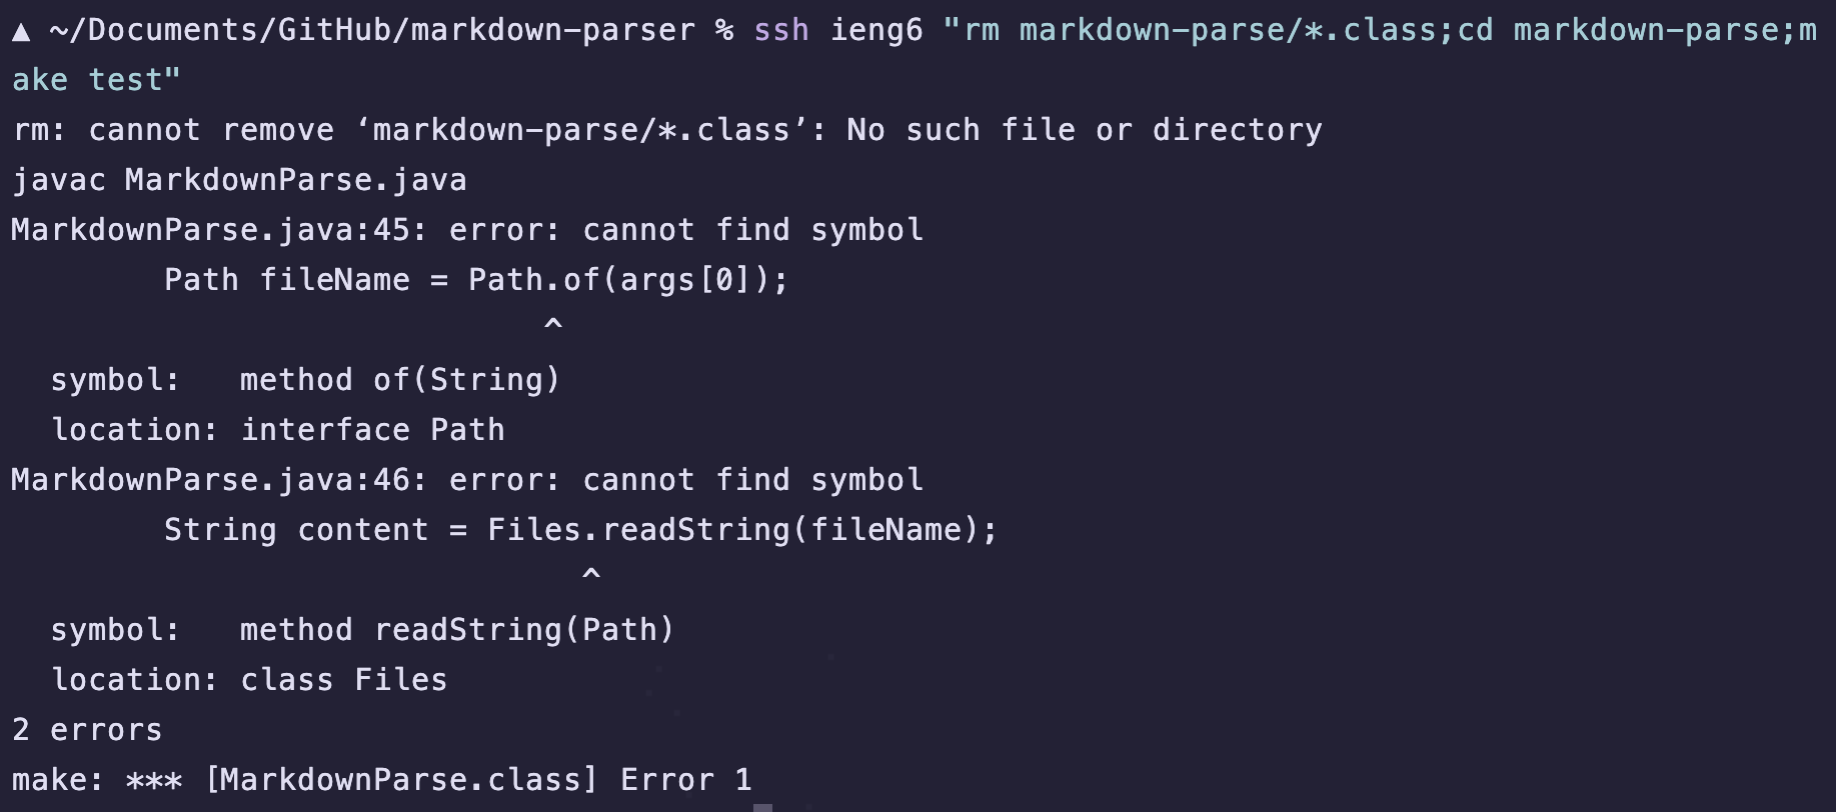 ▲ ~/Documents/GitHub/markdown-parser % ssh ieng6 "rm markdown-parse/*.class;cd markdown-parse;m
ake test"
rm: cannot remove ‘markdown-parse/*.class’: No such file or directory
javac MarkdownParse.java
MarkdownParse.java:45: error: cannot find symbol
        Path fileName = Path.of(args[0]);
                            ^
  symbol:   method of(String)
  location: interface Path
MarkdownParse.java:46: error: cannot find symbol
        String content = Files.readString(fileName);
                              ^
  symbol:   method readString(Path)
  location: class Files
2 errors
make: *** [MarkdownParse.class] Error 1